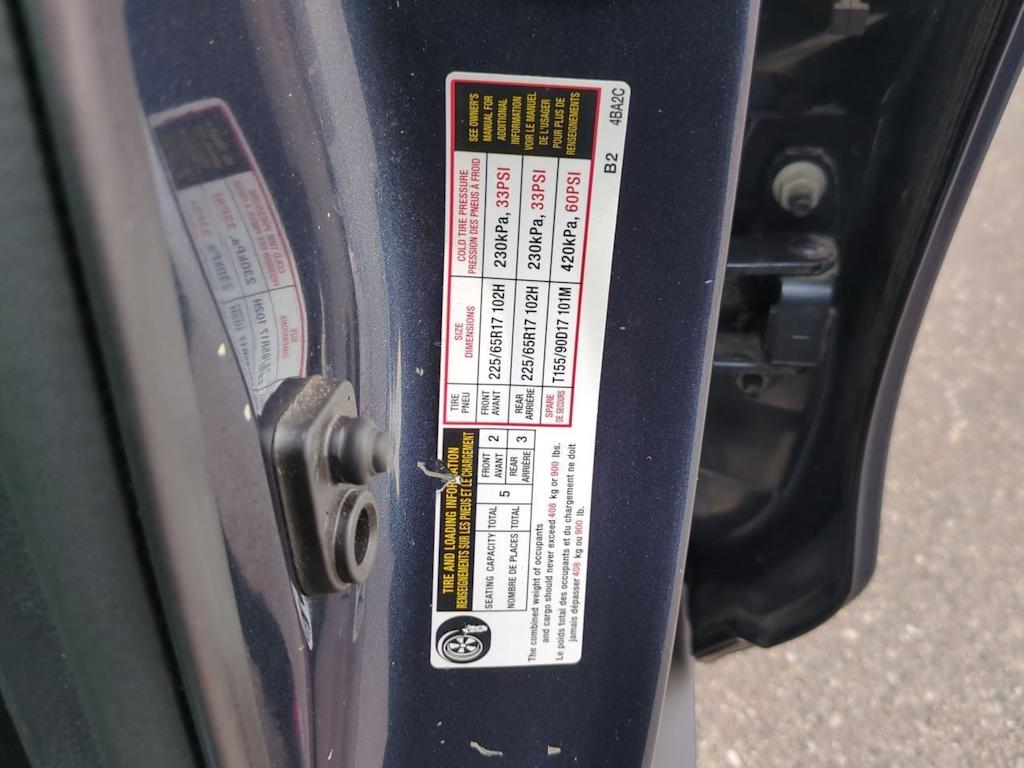 TIRE AND LOADING INFORMATION
RENSEIGNEMENTS SUR LES PNEUS ET LE CHARGEMENT
SEATING CAPACITY TOTAL 5 FRONT 2
NOMBRE DE PLACES TOTAL AVANT
REAR 3
ARRIÈRE
The combined weight of occupants
and cargo should never exceed 408 kg or 900 lbs.
Le poids total des occupants et du chargement ne doit
jamais dépasser 408 kg ou 900 lb.
TIRE SIZE COLD TIRE PRESSURE
PNEU DIMENSIONS PRESSION DES PNEUS À FROID
FRONT 225/65R17 102H 230kPa, 33PSI
AVANT
REAR 225/65R17 102H 230kPa, 33PSI
ARRIÈRE
SPARE T155/90D17 101M 420kPa, 60PSI
DE SECOURS
SEE OWNER'S
MANUAL FOR
ADDITIONAL
INFORMATION
VOIR LE MANUEL
DE L'USAGER
POUR PLUS DE
RENSEIGNEMENTS
B2 4BA2C